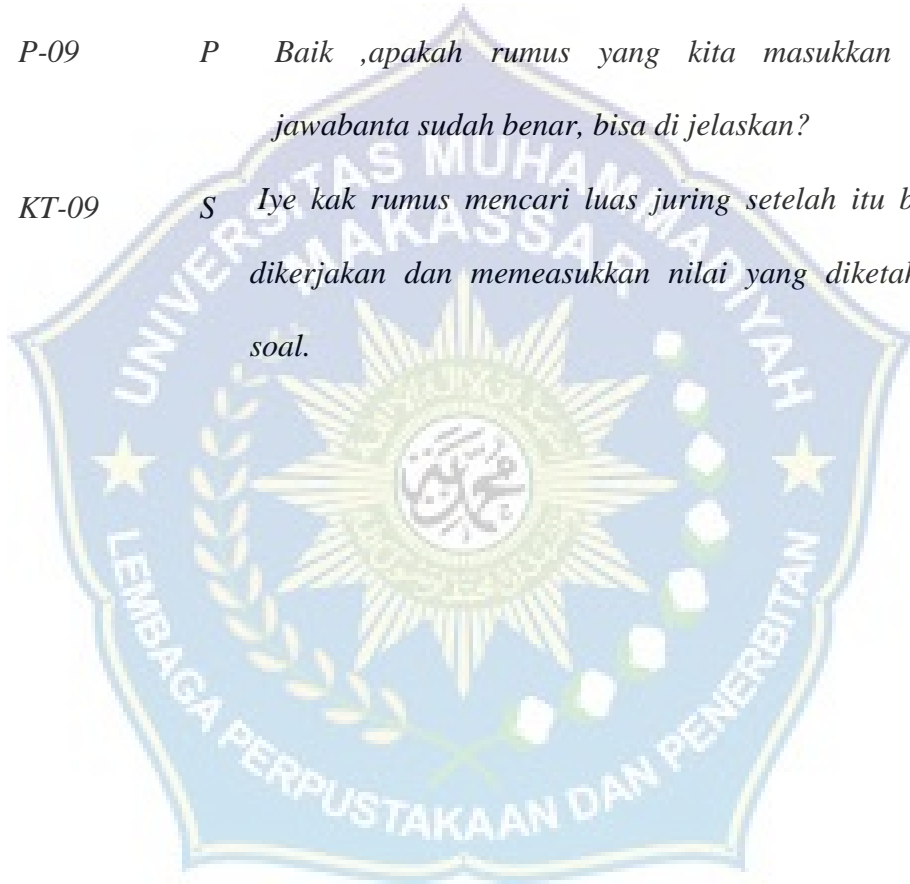 P-09 P Baik ,apakah rumus yang kita masukkan
jawabanta sudah benar, bisa di jelaskan?
KT-09 S Iye kak rumus mencari luas juring setelah itu b
dikerjakan dan memeasukkan nilai yang diketah
soal.
UNIVERSITAS MUHAMMADIYAH
MAKASSAR
LEMBAGA PERPUSTAKAAN DAN PENERBITAN